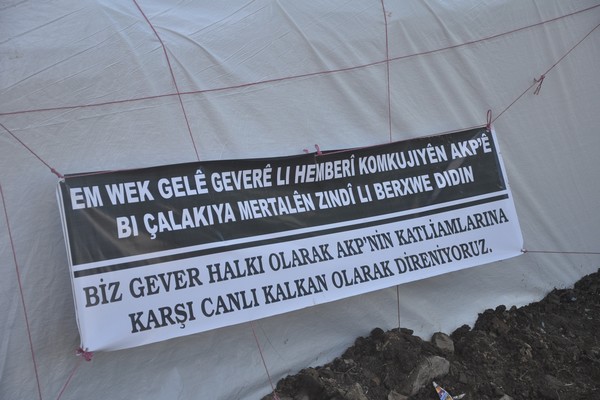 EM WEK GELÊ GEVERÊ LI HEMBERÎ KOMKUJIYÊN AKP'Ê
BI ÇALAKIYA MERTALÊN ZINDÎ LI BERXWE DIDIN
BİZ GEVER HALKI OLARAK AKP'NİN KATLİAMLARINA
KARŞI CANLI KALKAN OLARAK DİRENİYORUZ.